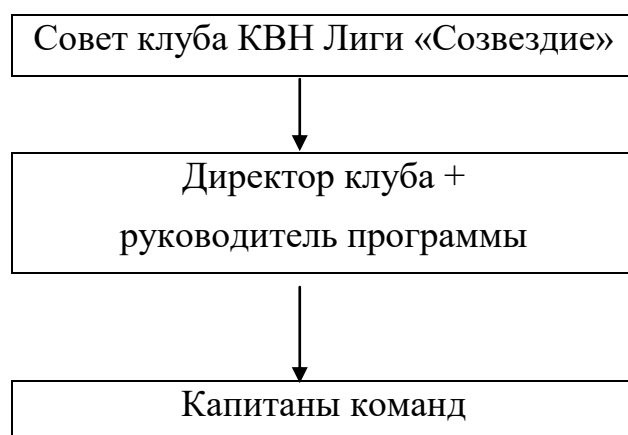 Совет клуба КВН Лиги «Созвездие»
Директор клуба +
руководитель программы
Капитаны команд